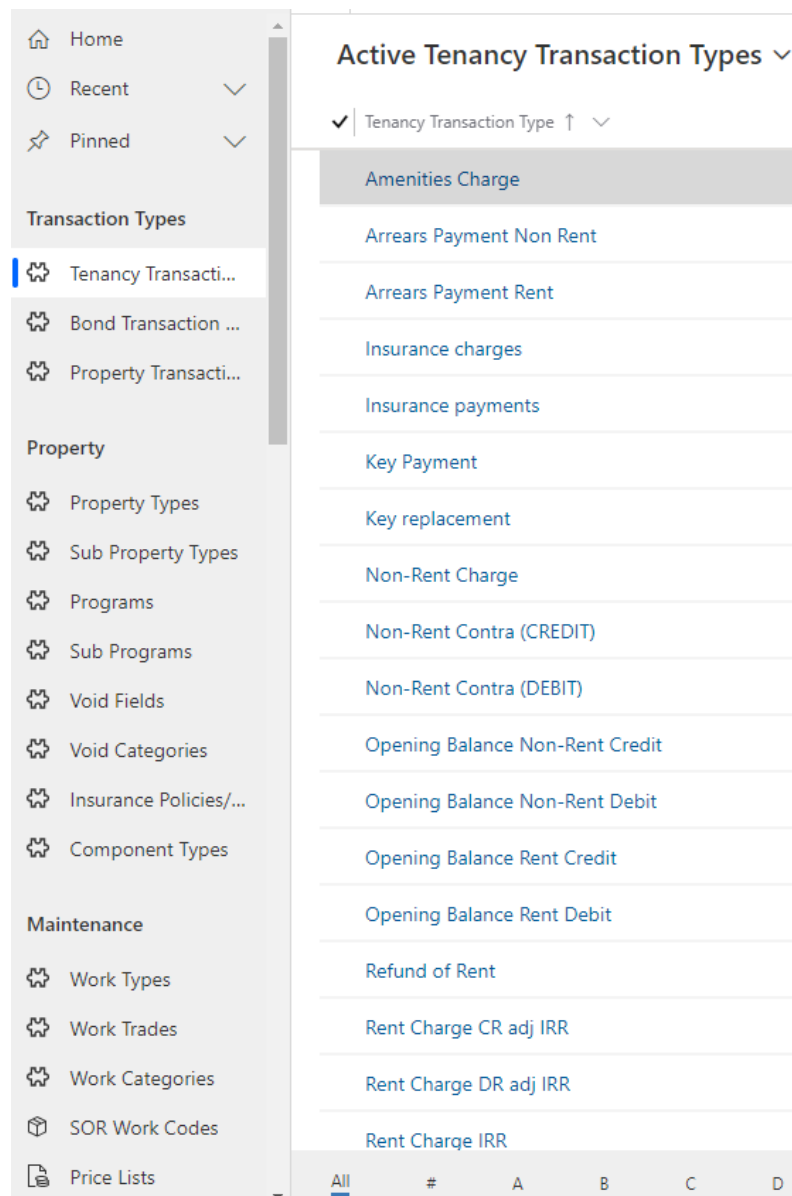 Home
Recent
Pinned
Transaction Types
Tenancy Transacti...
Bond Transaction ...
Property Transacti...
Property
Property Types
Sub Property Types
Programs
Sub Programs
Void Fields
Void Categories
Insurance Policies/...
Component Types
Maintenance
Work Types
Work Trades
Work Categories
SOR Work Codes
Price Lists
Active Tenancy Transaction Types
Tenancy Transaction Type ↑
Amenities Charge
Arrears Payment Non Rent
Arrears Payment Rent
Insurance charges
Insurance payments
Key Payment
Key replacement
Non-Rent Charge
Non-Rent Contra (CREDIT)
Non-Rent Contra (DEBIT)
Opening Balance Non-Rent Credit
Opening Balance Non-Rent Debit
Opening Balance Rent Credit
Opening Balance Rent Debit
Refund of Rent
Rent Charge CR adj IRR
Rent Charge DR adj IRR
Rent Charge IRR
All # A B C D